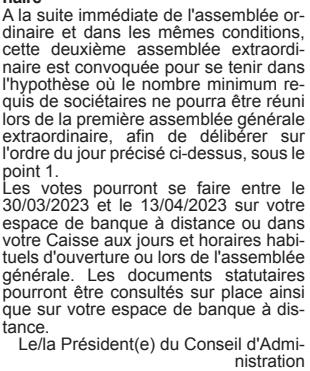 naire
A la suite immédiate de l'assemblée or-
dinaire et dans les mêmes conditions,
cette deuxième assemblée extraordi-
naire est convoquée pour se tenir dans
l'hypothèse où le nombre minimum re-
quis de sociétaires ne pourra être réuni
lors de la première assemblée générale
extraordinaire, afin de délibérer sur
l'ordre du jour précisé ci-dessus, sous le
point 1.
Les votes pourront se faire entre le
30/03/2023 et le 13/04/2023 sur votre
espace de banque à distance ou dans
votre Caisse aux jours et horaires habi-
tuels d'ouverture ou lors de l'assemblée
générale. Les documents statutaires
pourront être consultés sur place ainsi
que sur votre espace de banque à dis-
tance.
Le/la Président(e) du Conseil d'Admi-
nistration